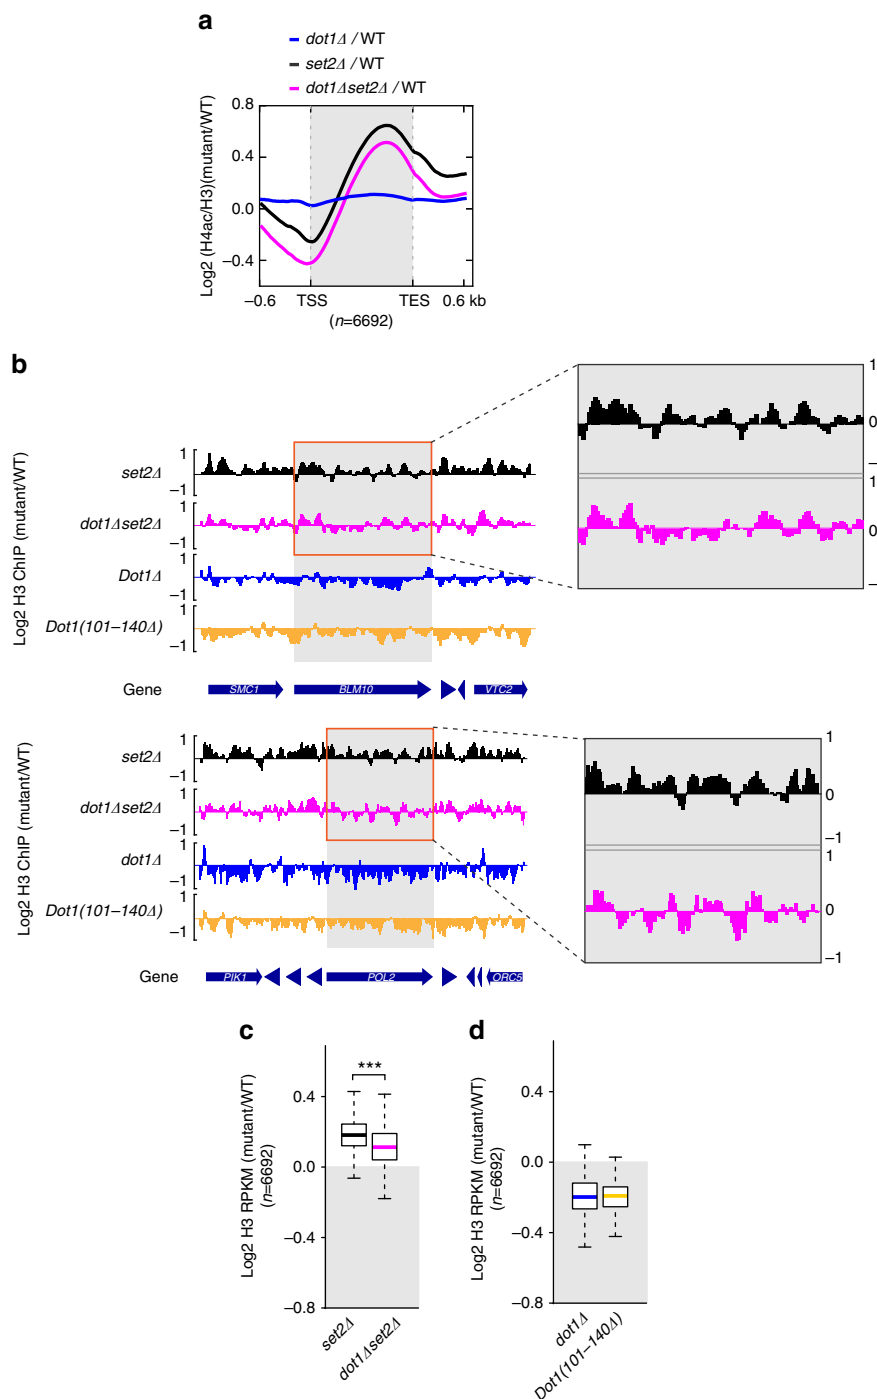 a
dot1Δ / WT
set2Δ / WT
dot1Δset2Δ / WT
Log2 (H4ac/H3)(mutant/WT)
0.8
0.4
0.0
−0.4
−0.6
TSS
TES
0.6 kb
(n=6692)
b
Log2 H3 ChIP (mutant/WT)
set2Δ
1
−1
dot1Δset2Δ
1
−1
Dot1Δ
1
−1
Dot1(101−140Δ)
1
−1
Gene
SMC1
BLM10
VTC2
1
0
−
1
0
−
Log2 H3 ChIP (mutant/WT)
set2Δ
1
−1
dot1Δset2Δ
1
−1
dot1Δ
1
−1
Dot1(101−140Δ)
1
−1
Gene
PIK1
POL2
ORC5
1
0
−1
1
0
−1
c
Log2 H3 RPKM (mutant/WT)
(n=6692)
0.4
0.0
−0.4
−0.8
***
set2Δ
dot1Δset2Δ
d
Log2 H3 RPKM (mutant/WT)
(n=6692)
0.4
0.0
−0.4
−0.8
dot1Δ
Dot1(101−140Δ)